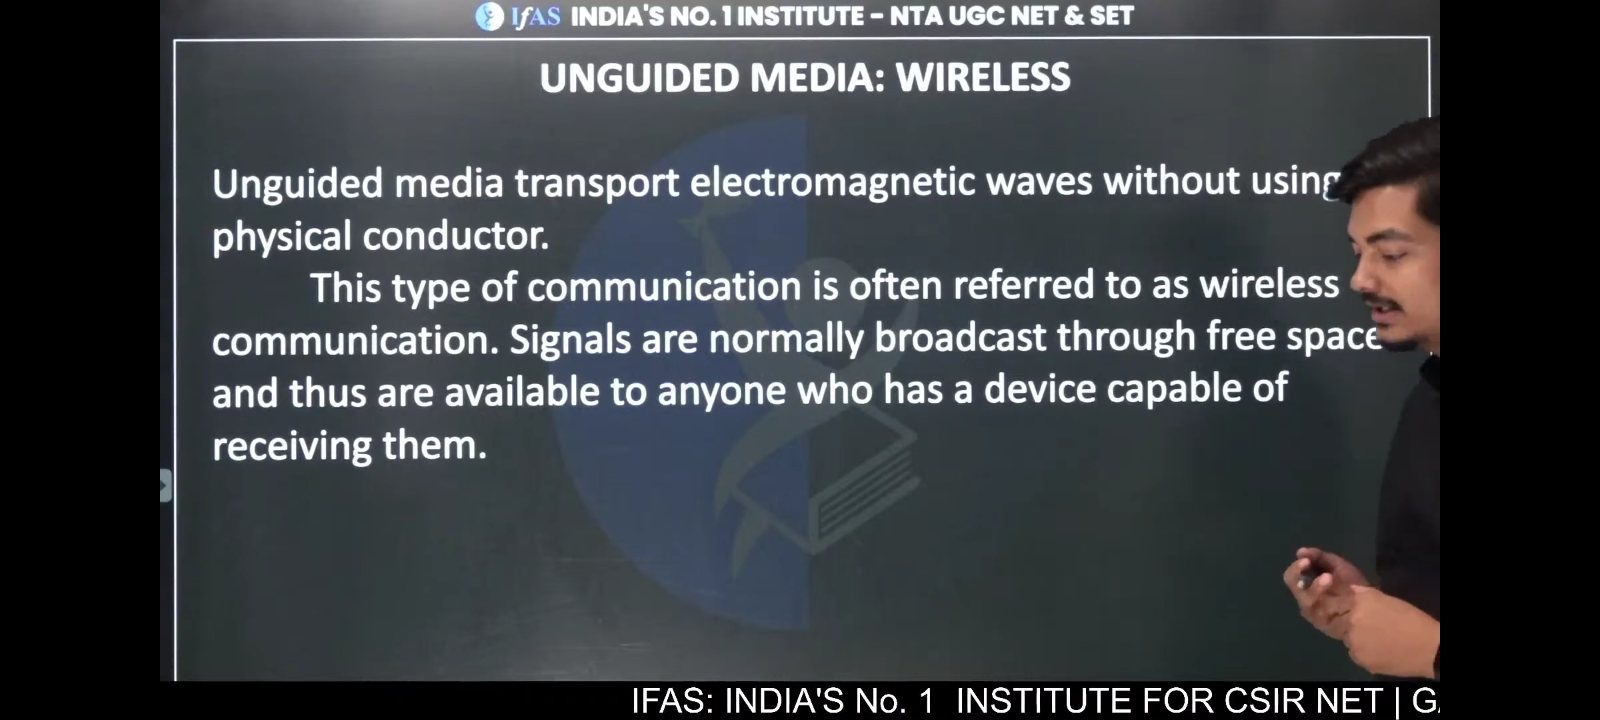 IfAS INDIA'S NO. 1 INSTITUTE – NTA UGC NET & SET
UNGUIDED MEDIA: WIRELESS
Unguided media transport electromagnetic waves without using
physical conductor.
This type of communication is often referred to as wireless
communication. Signals are normally broadcast through free space
and thus are available to anyone who has a device capable of
receiving them.
IFAS: INDIA'S No. 1 INSTITUTE FOR CSIR NET |